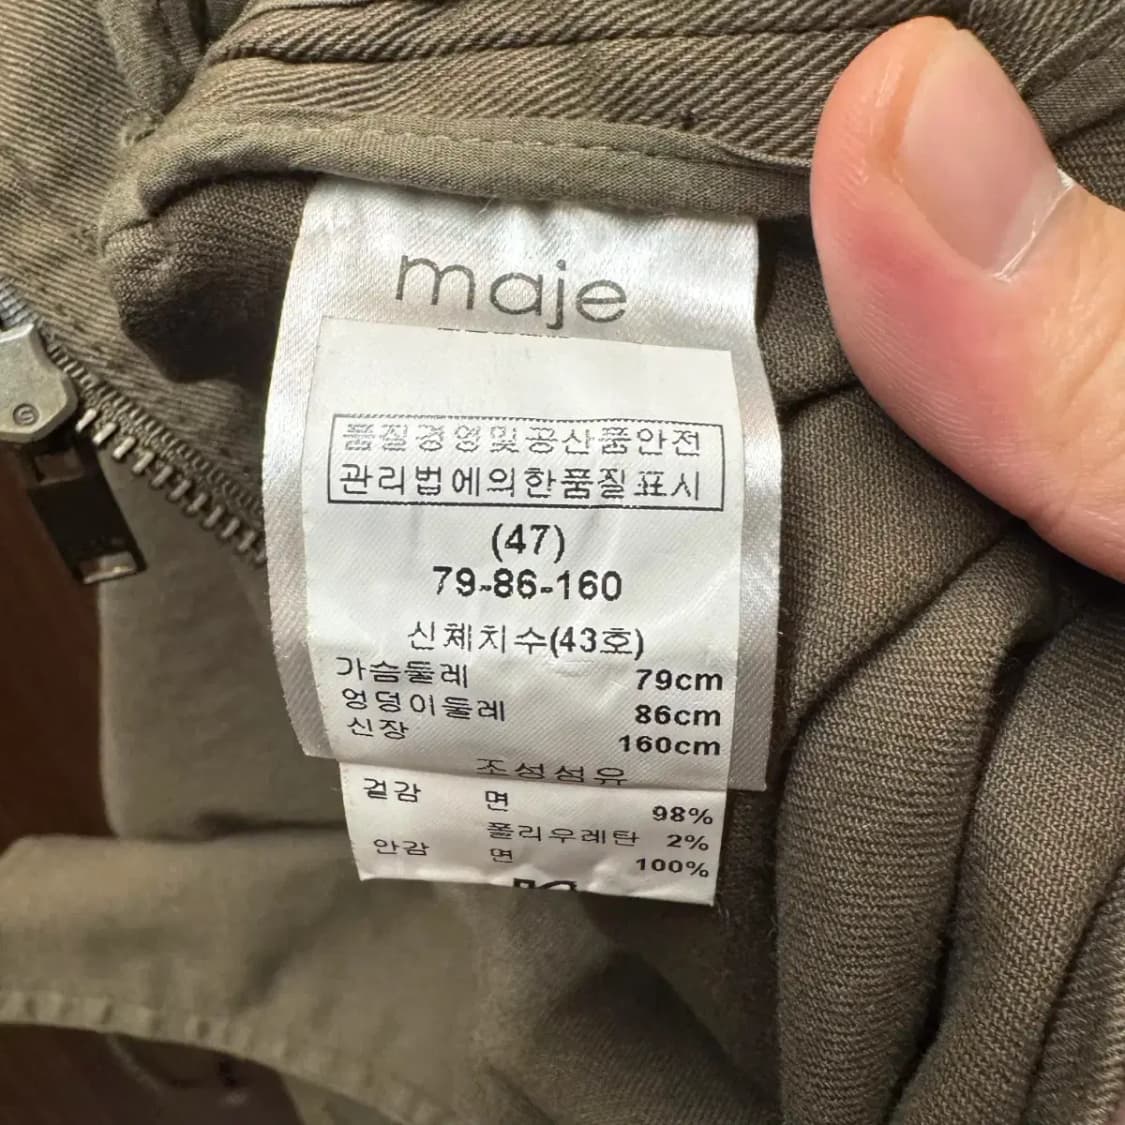 maje
품질경영및공산품안전
관리법에의한품질표시
(47)
79-86-160
신체치수(43호)
가슴둘레 79cm
엉덩이둘레 86cm
신장 160cm
조성섬유
겉감 면 98%
폴리우레탄 2%
안감 면 100%